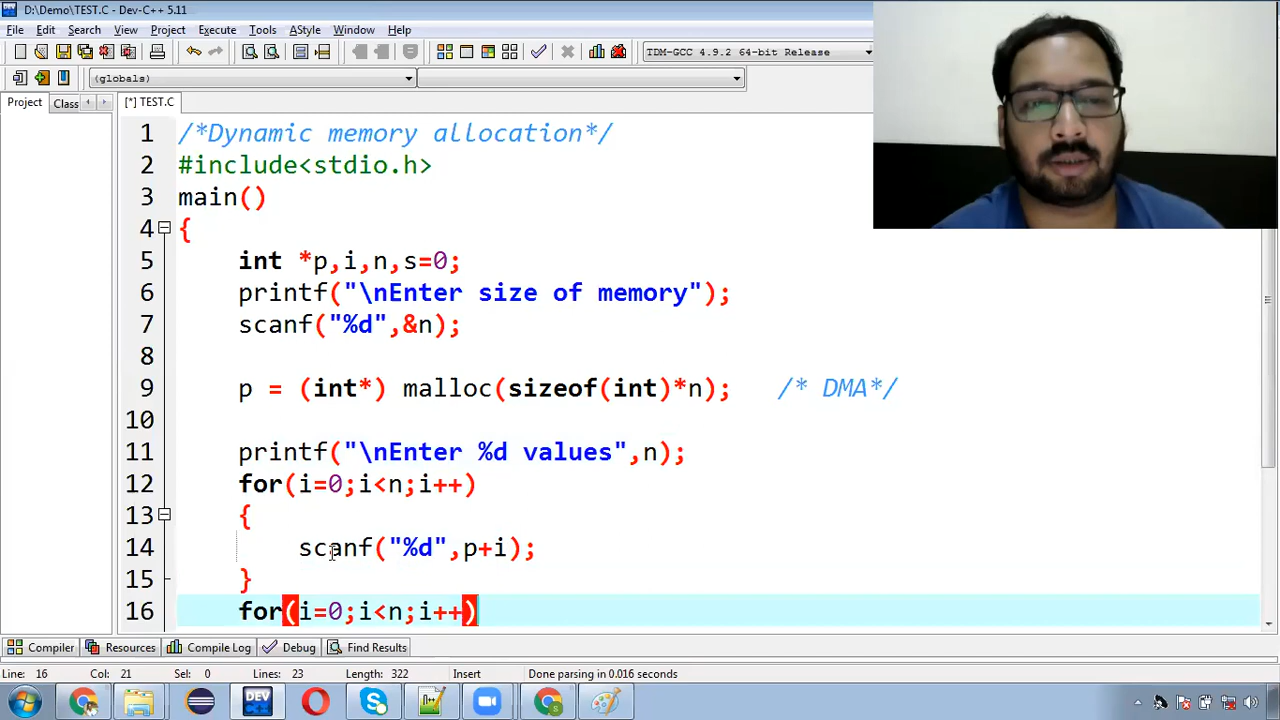 D:\Demo\TEST.C - Dev-C++ 5.11
File Edit Search View Project Execute Tools AStyle Window Help
TDM-GCC 4.9.2 64-bit Release
(globals)
Project Class [*] TEST.C
1 /*Dynamic memory allocation*/
2 #include<stdio.h>
3 main()
4 {
5 int *p,i,n,s=0;
6 printf("\nEnter size of memory");
7 scanf("%d",&n);
8
9 p = (int*) malloc(sizeof(int)*n); /* DMA*/
10
11 printf("\nEnter %d values",n);
12 for(i=0;i<n;i++)
13 {
14 scanf("%d",p+i);
15 }
16 for(i=0;i<n;i++)
Compiler Resources Compile Log Debug Find Results
Line: 16 Col: 21 Sel: 0 Lines: 23 Length: 322 Insert Done parsing in 0.016 seconds
DEV C++